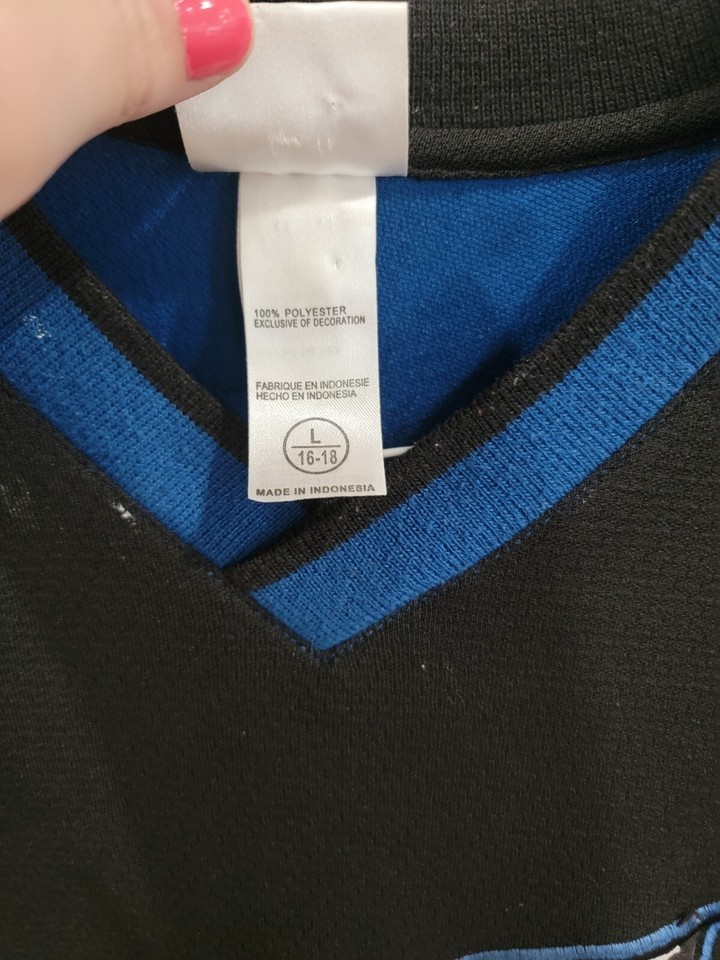 100% POLYESTER
EXCLUSIVE OF DECORATION
FABRIQUE EN INDONESIE
HECHO EN INDONESIA
L
16-18
MADE IN INDONESIA